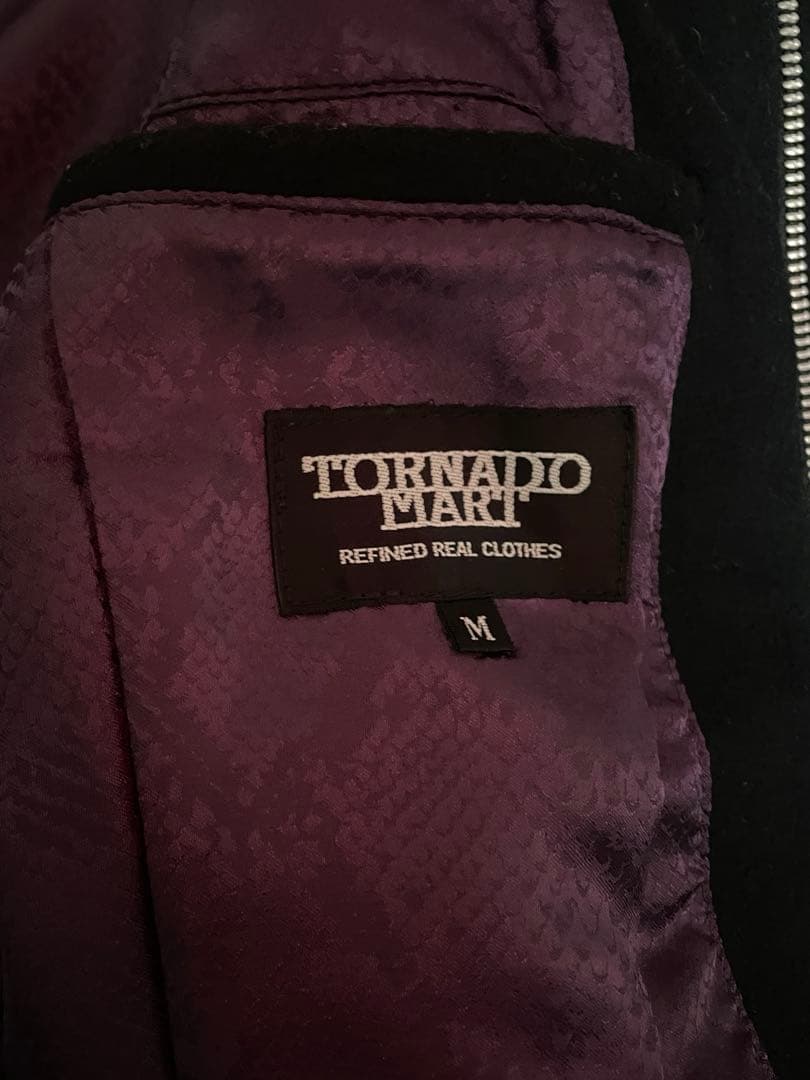 TORNADO
MART
REFINED REAL CLOTHES
M